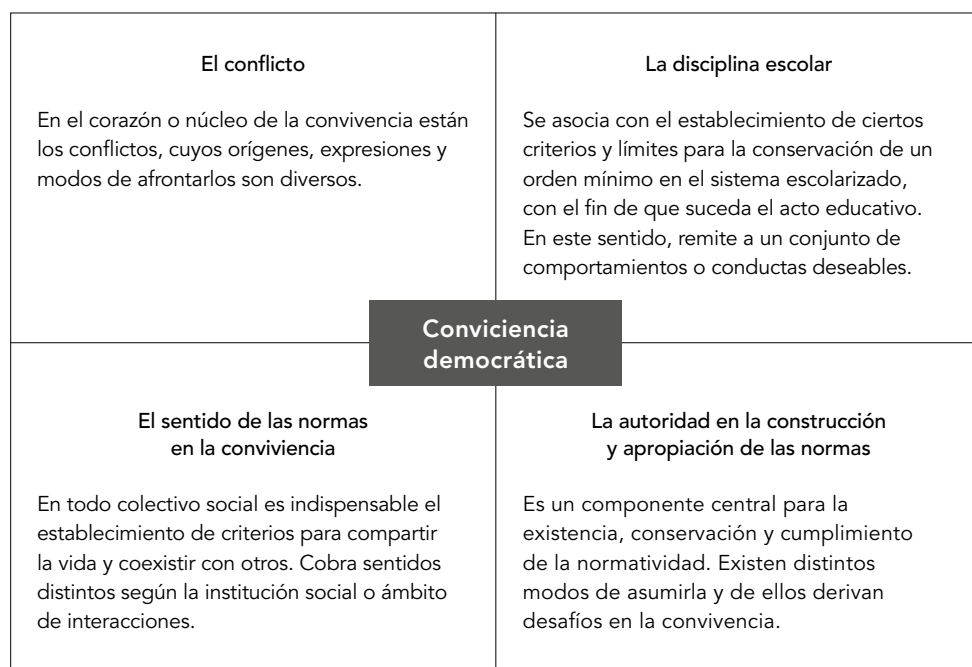 El conflicto
En el corazón o núcleo de la convivencia están
los conflictos, cuyos orígenes, expresiones y
modos de afrontarlos son diversos.
La disciplina escolar
Se asocia con el establecimiento de ciertos
criterios y límites para la conservación de un
orden mínimo en el sistema escolarizado,
con el fin de que suceda el acto educativo.
En este sentido, remite a un conjunto de
comportamientos o conductas deseables.
Conviciencia
democrática
El sentido de las normas
en la conviviencia
En todo colectivo social es indispensable el
establecimiento de criterios para compartir
la vida y coexistir con otros. Cobra sentidos
distintos según la institución social o ámbito
de interacciones.
La autoridad en la construcción
y apropiación de las normas
Es un componente central para la
existencia, conservación y cumplimiento
de la normatividad. Existen distintos
modos de asumirla y de ellos derivan
desafíos en la convivencia.